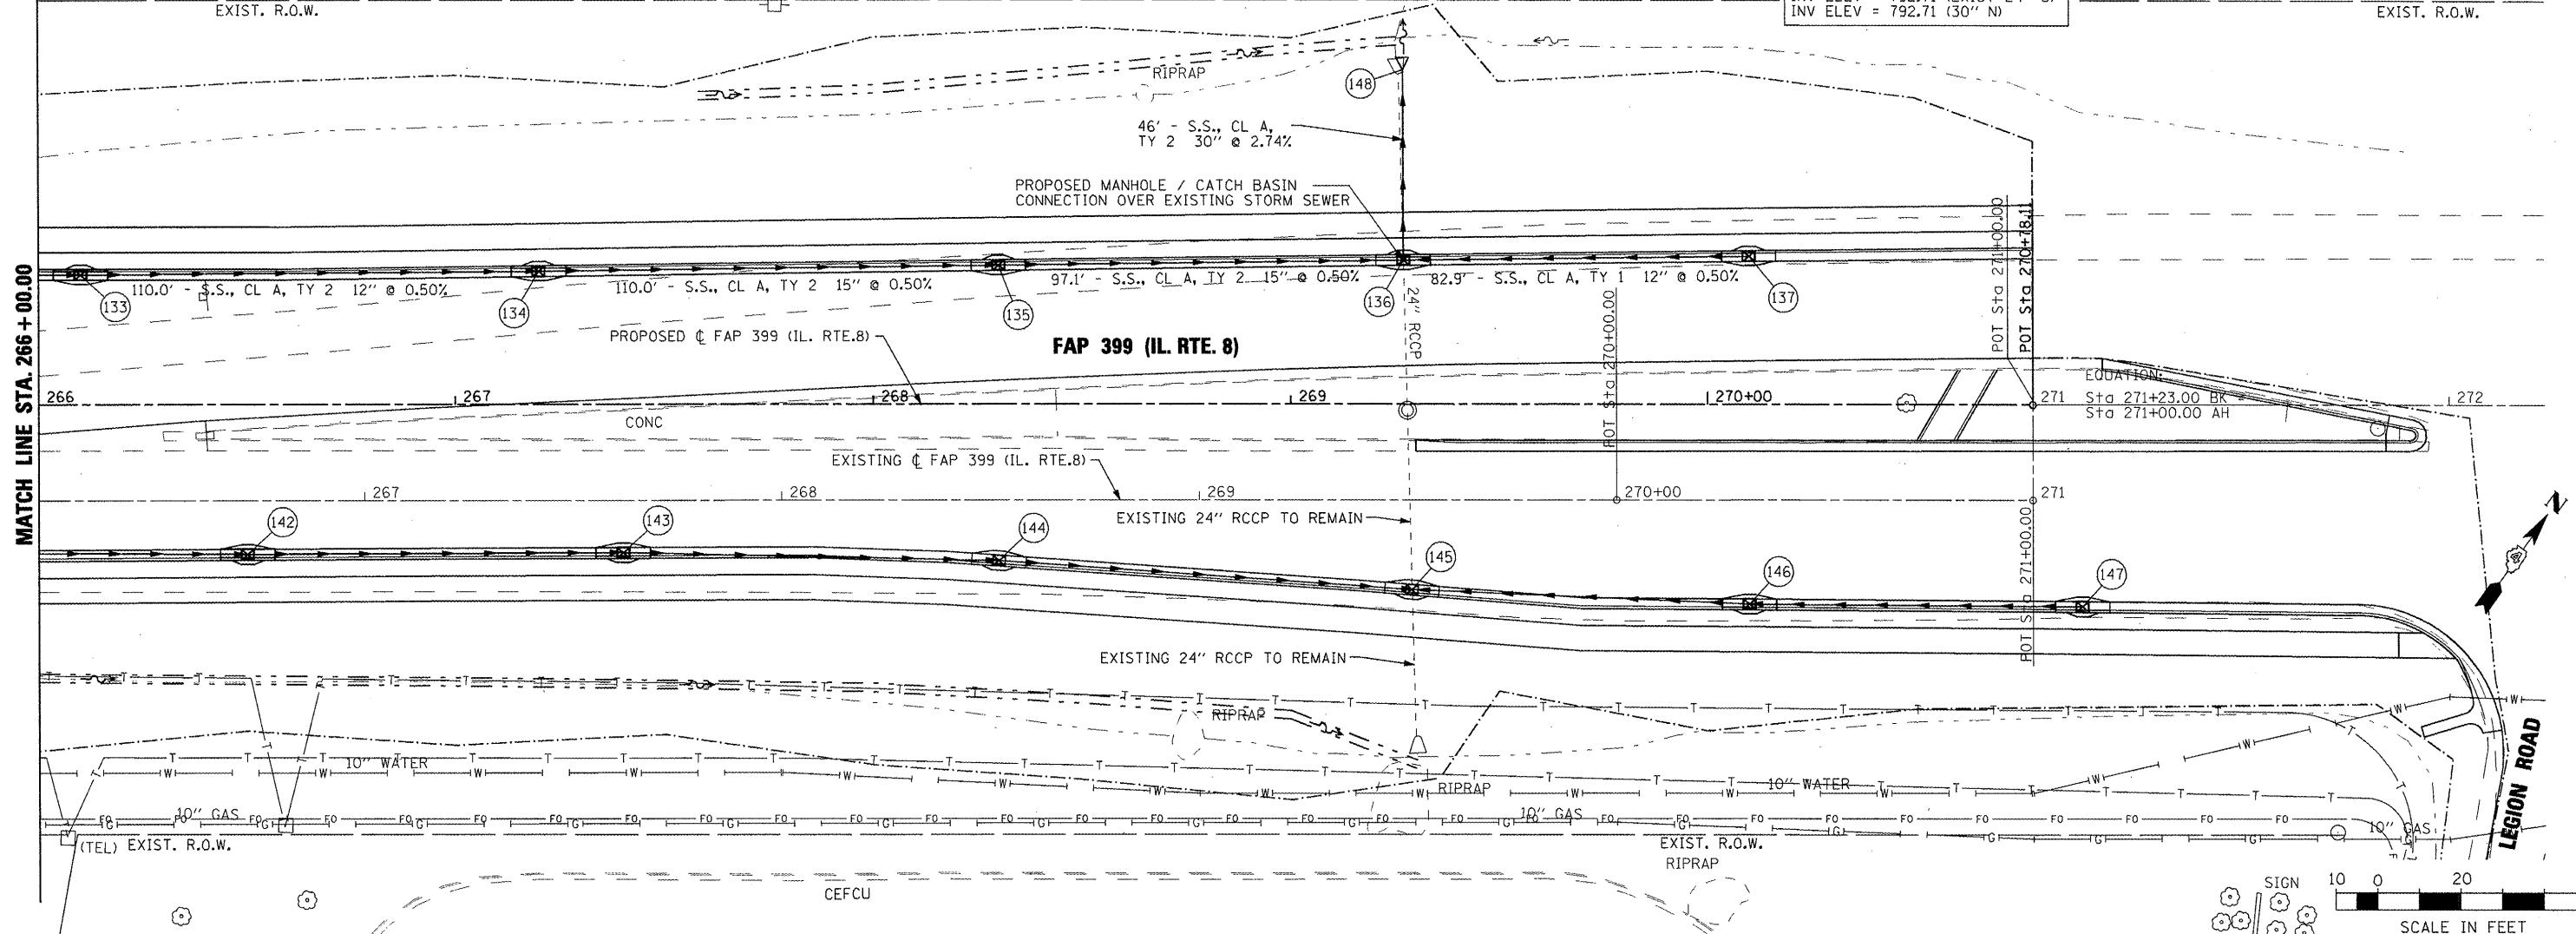 EXIST. R.O.W.
INV ELEV = 792.71 (30" N)
EXIST. R.O.W.
RIPRAP
148
46' - S.S., CL A,
TY 2 30" @ 2.74%
PROPOSED MANHOLE / CATCH BASIN
CONNECTION OVER EXISTING STORM SEWER
POT Sta 271+00.00
POT Sta 270+78.11
MATCH LINE STA. 266+00.00
110.0' - S.S., CL A, TY 2 12" @ 0.50%
110.0' - S.S., CL A, TY 2 15" @ 0.50%
97.1' - S.S., CL A, TY 2 15" @ 0.50%
82.9' - S.S., CL A, TY 1 12" @ 0.50%
133
134
135
136
137
24" RCCP
POT Sta 270+00.00
PROPOSED ℄ FAP 399 (IL. RTE.8)
FAP 399 (IL. RTE. 8)
266
267
268
269
270+00
271
272
EQUATION:
Sta 271+23.00 BK =
Sta 271+00.00 AH
CONC
EXISTING ℄ FAP 399 (IL. RTE.8)
267
268
269
270+00
271
EXISTING 24" RCCP TO REMAIN
N
142
143
144
145
146
147
POT Sta 271+00.00
EXISTING 24" RCCP TO REMAIN
RIPRAP
10" WATER
RIPRAP
10" WATER
10" GAS
10" GAS
10" GAS
LEGION ROAD
(TEL) EXIST. R.O.W.
EXIST. R.O.W.
RIPRAP
CEFCU
SIGN
10 0 20
SCALE IN FEET